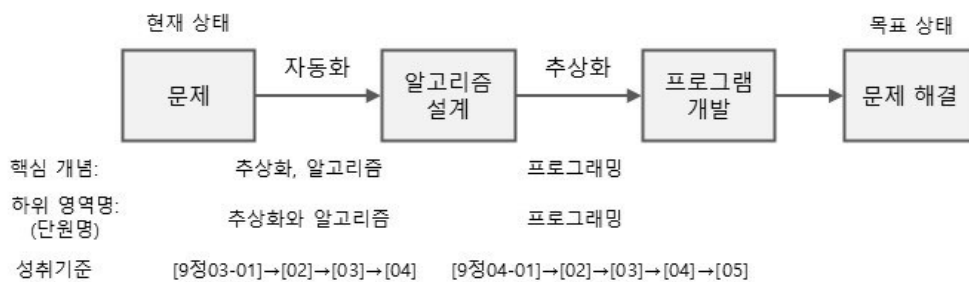 현재 상태
목표 상태
문제
자동화
알고리즘
설계
추상화
프로그램
개발
문제 해결
핵심 개념:
추상화, 알고리즘
프로그래밍
하위 영역명:
(단원명)
추상화와 알고리즘
프로그래밍
성취기준
[9정03-01]→[02]→[03]→[04]
[9정04-01]→[02]→[03]→[04]→[05]